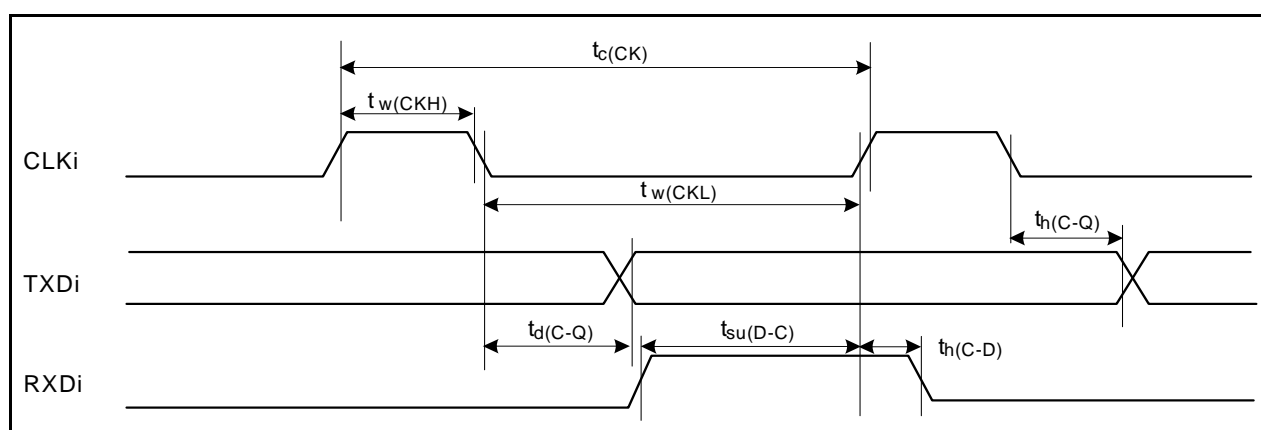 tc(CK)
tw(CKH)
CLKi
tw(CKL)
th(C-Q)
TXDi
td(C-Q)
tsu(D-C)
th(C-D)
RXDi